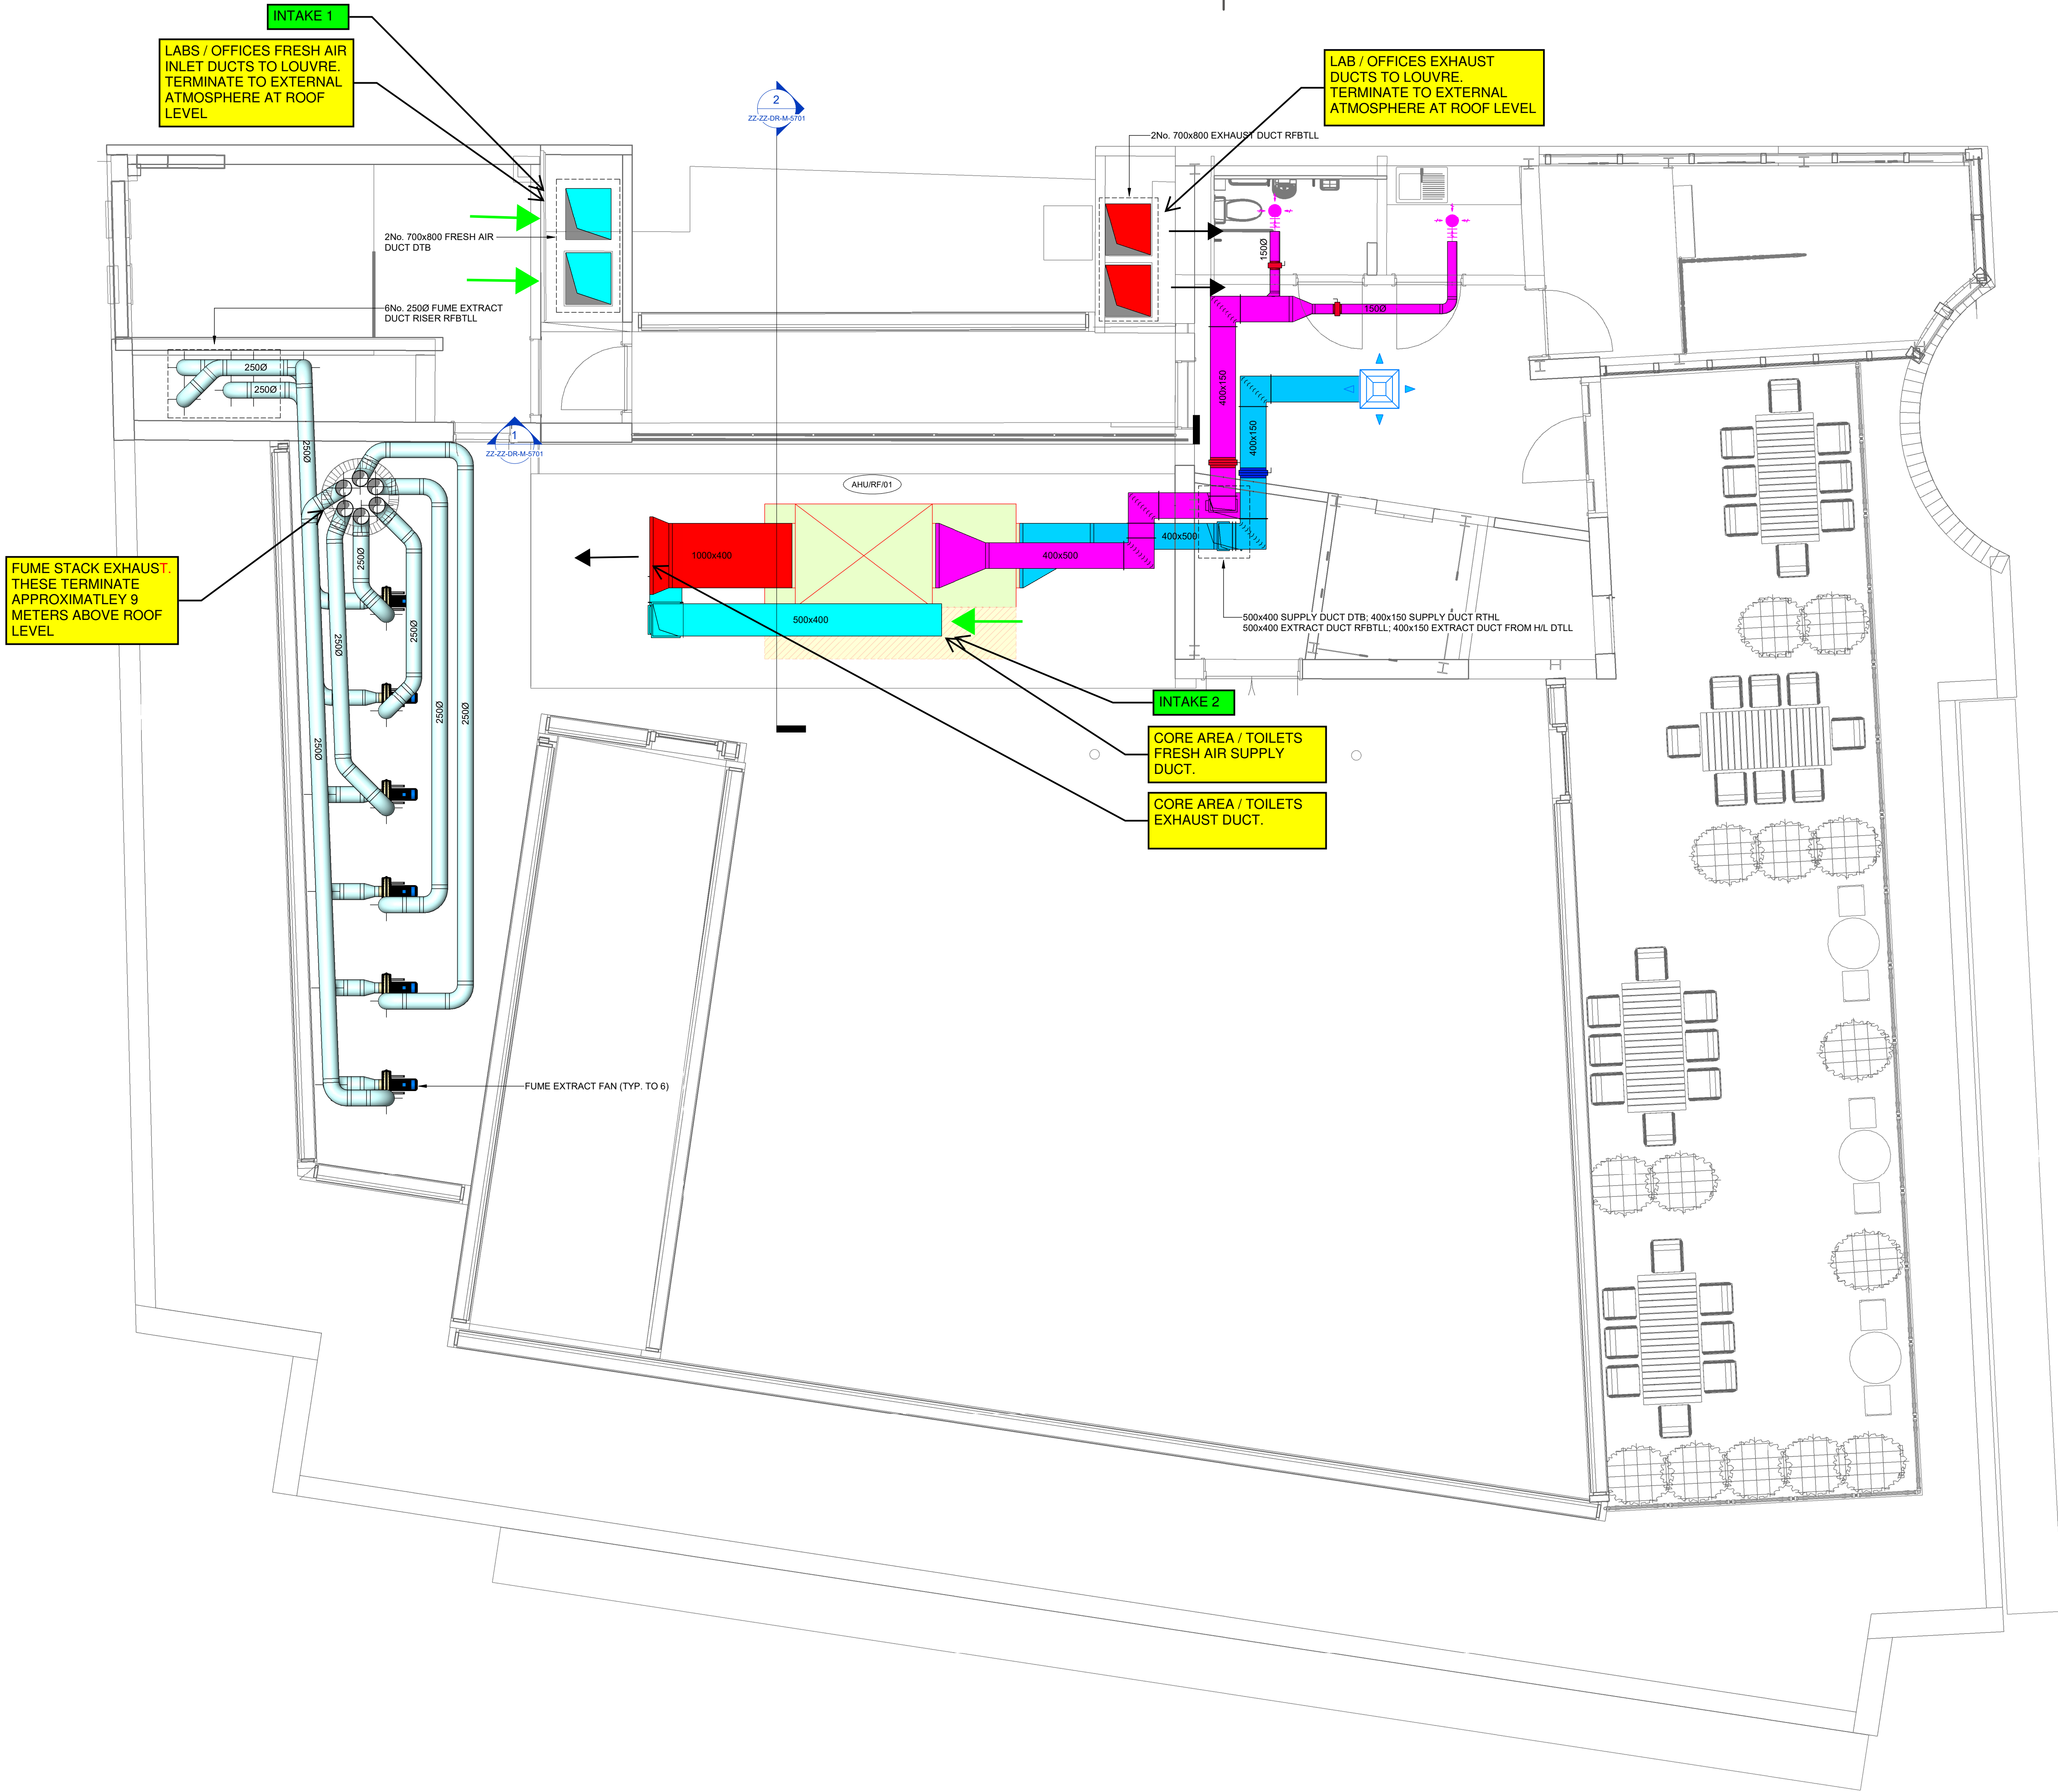 INTAKE 1
LABS / OFFICES FRESH AIR
INLET DUCTS TO LOUVRE.
TERMINATE TO EXTERNAL
ATMOSPHERE AT ROOF
LEVEL
2
ZZ-ZZ-DR-M-5701
LAB / OFFICES EXHAUST
DUCTS TO LOUVRE.
TERMINATE TO EXTERNAL
ATMOSPHERE AT ROOF LEVEL
2No. 700x800 EXHAUST DUCT RFBTLL
2No. 700x800 FRESH AIR
DUCT DTB
6No. 250Ø FUME EXTRACT
DUCT RISER RFBTLL
150Ø
150Ø
250Ø
250Ø
400x150
400x150
250Ø
1
ZZ-ZZ-DR-M-5701
AHU/RF/01
FUME STACK EXHAUST.
THESE TERMINATE
APPROXIMATLEY 9
METERS ABOVE ROOF
LEVEL
250Ø
1000x400
400x500
400x500
500x400
500x400 SUPPLY DUCT DTB; 400x150 SUPPLY DUCT RTHL
500x400 EXTRACT DUCT RFBTLL; 400x150 EXTRACT DUCT FROM H/L DTLL
250Ø
250Ø
250Ø
250Ø
250Ø
INTAKE 2
CORE AREA / TOILETS
FRESH AIR SUPPLY
DUCT.
CORE AREA / TOILETS
EXHAUST DUCT.
FUME EXTRACT FAN (TYP. TO 6)